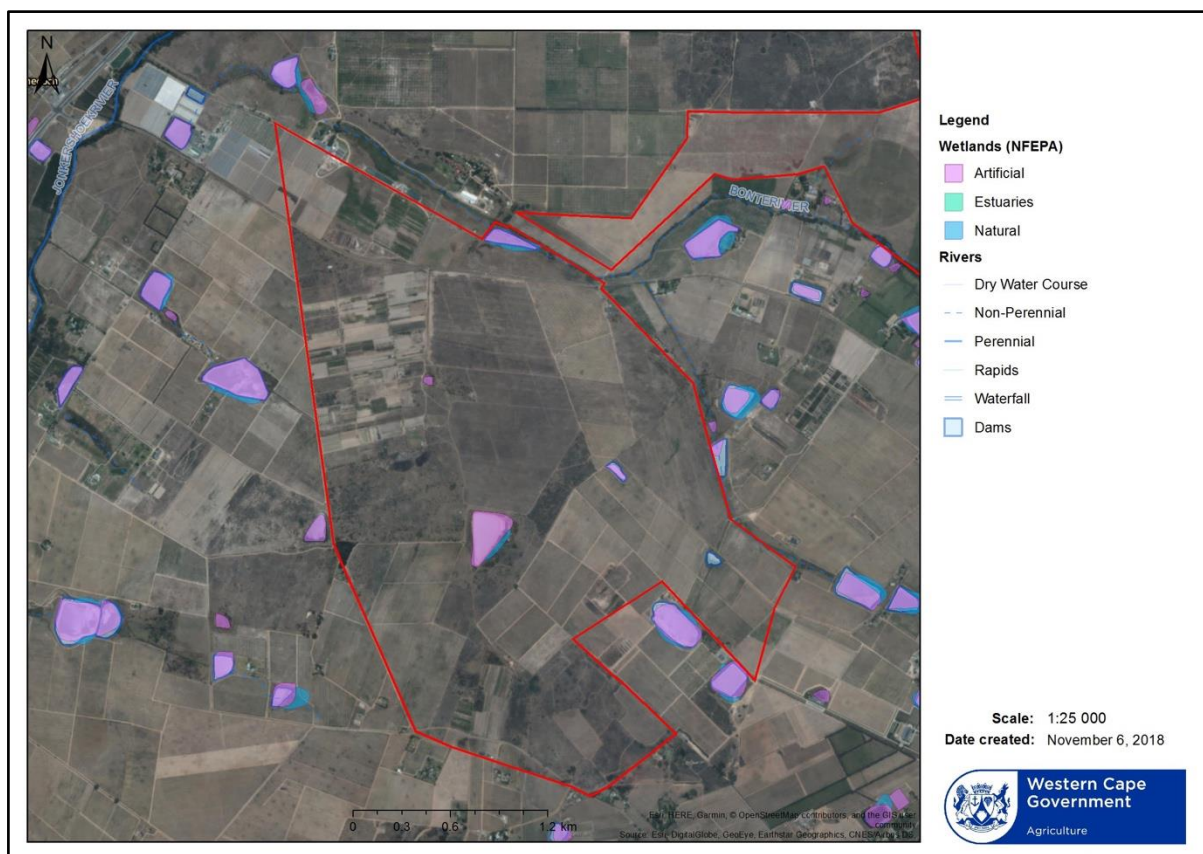 N
JONKERSHOEKRIVIER
BONTERIVIER
0 0.3 0.6 1.2 km
Esri, HERE, Garmin, © OpenStreetMap contributors, and the GIS user
community
Source: Esri, DigitalGlobe, GeoEye, Earthstar Geographics, CNES/Airbus DS,
Legend
Wetlands (NFEPA)
Artificial
Estuaries
Natural
Rivers
Dry Water Course
Non-Perennial
Perennial
Rapids
Waterfall
Dams
Scale: 1:25 000
Date created: November 6, 2018
Western Cape
Government
Agriculture